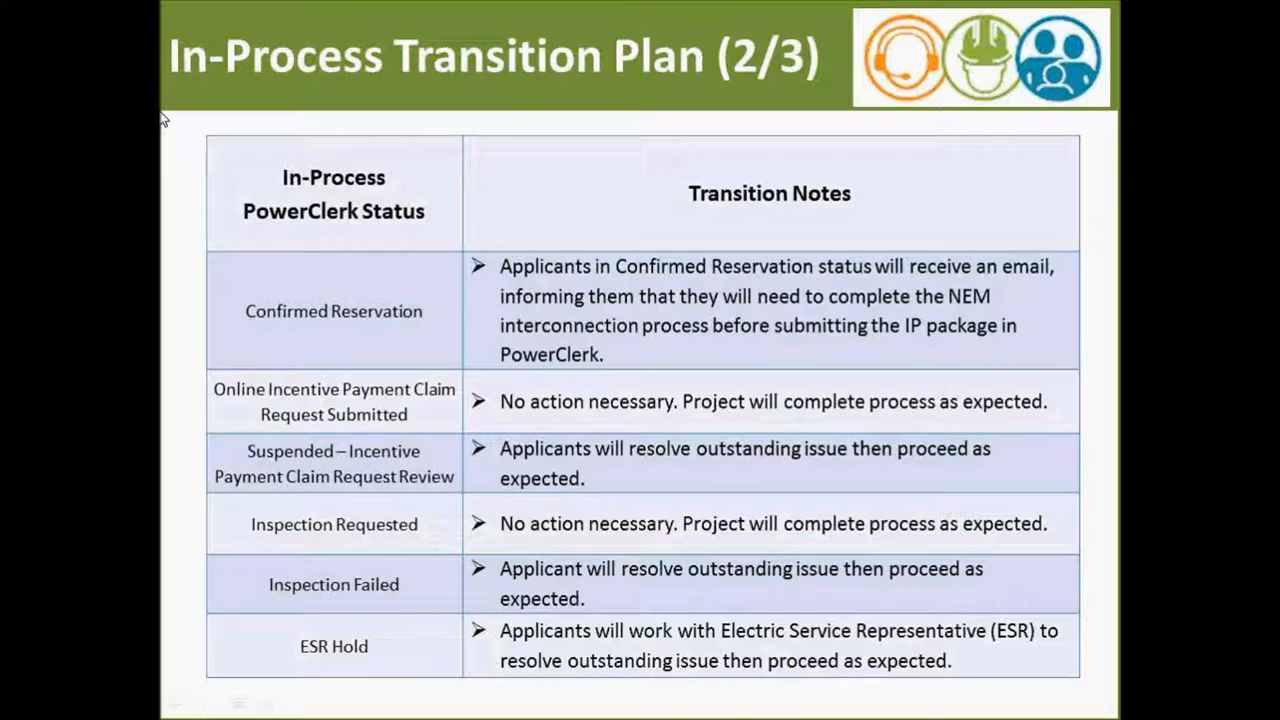 In-Process Transition Plan (2/3)
In-Process
PowerClerk Status
Transition Notes
Confirmed Reservation
➢ Applicants in Confirmed Reservation status will receive an email,
informing them that they will need to complete the NEM
interconnection process before submitting the IP package in
PowerClerk.
Online Incentive Payment Claim
Request Submitted
➢ No action necessary. Project will complete process as expected.
Suspended – Incentive
Payment Claim Request Review
➢ Applicants will resolve outstanding issue then proceed as
expected.
Inspection Requested
➢ No action necessary. Project will complete process as expected.
Inspection Failed
➢ Applicant will resolve outstanding issue then proceed as
expected.
ESR Hold
➢ Applicants will work with Electric Service Representative (ESR) to
resolve outstanding issue then proceed as expected.